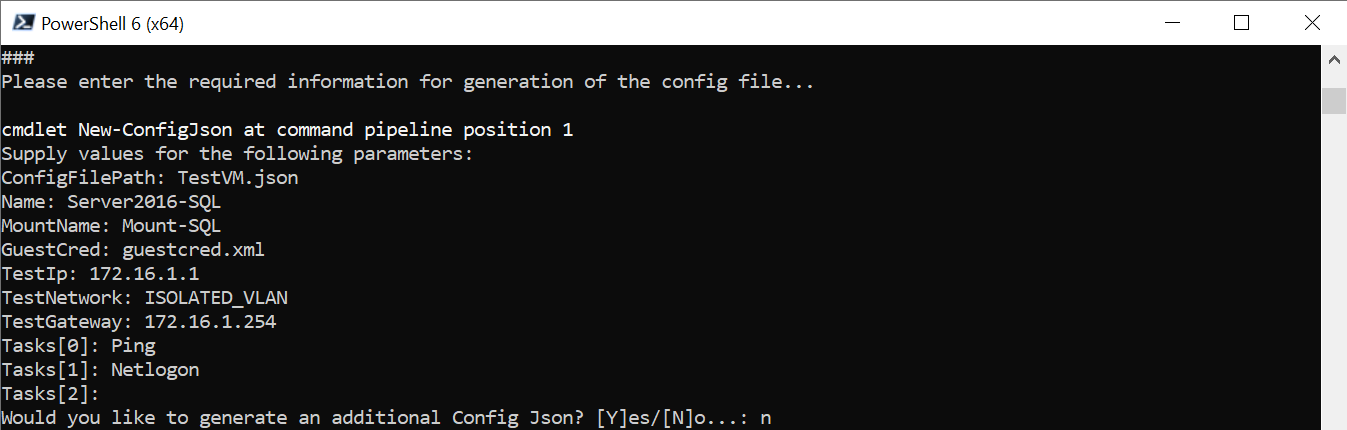 PowerShell 6 (x64)
###
Please enter the required information for generation of the config file...
cmdlet New-ConfigJson at command pipeline position 1
Supply values for the following parameters:
ConfigFilePath: TestVM.json
Name: Server2016-SQL
MountName: Mount-SQL
GuestCred: guestcred.xml
TestIp: 172.16.1.1
TestNetwork: ISOLATED_VLAN
TestGateway: 172.16.1.254
Tasks[0]: Ping
Tasks[1]: Netlogon
Tasks[2]:
Would you like to generate an additional Config Json? [Y]es/[N]o...: n